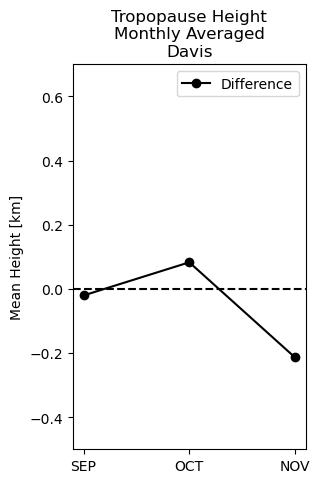 Tropopause Height
Monthly Averaged
Davis
Difference
Mean Height [km]
0.6
0.4
0.2
0.0
−0.2
−0.4
SEP
OCT
NOV